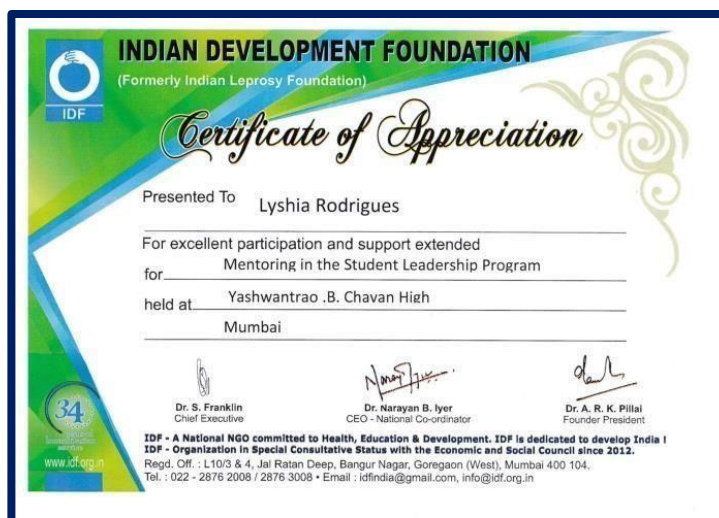 INDIAN DEVELOPMENT FOUNDATION
(Formerly Indian Leprosy Foundation)
IDF
Certificate of Appreciation
Presented To Lyshia Rodrigues
For excellent participation and support extended
for Mentoring in the Student Leadership Program
held at Yashwantrao .B. Chavan High
Mumbai
Dr. S. Franklin
Chief Executive
Dr. Narayan B. Iyer
CEO - National Co-ordinator
Dr. A. R. K. Pillai
Founder President
34
www.idf.org.in
IDF - A National NGO committed to Health, Education & Development. IDF is dedicated to develop India !
IDF - Organization in Special Consultative Status with the Economic and Social Council since 2012.
Regd. Off. : L10/3 & 4, Jal Ratan Deep, Bangur Nagar, Goregaon (West), Mumbai 400 104.
Tel. : 022 - 2876 2008 / 2876 3008 • Email : idfindia@gmail.com, info@idf.org.in